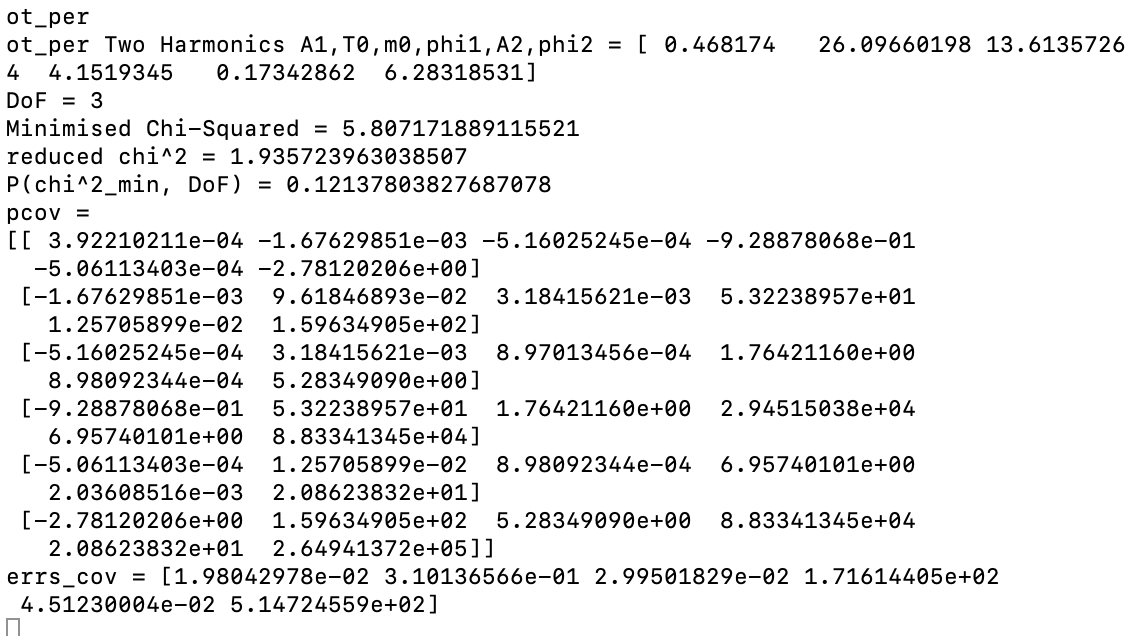 ot_per
ot_per Two Harmonics A1,T0,m0,phi1,A2,phi2 = [ 0.468174   26.09660198 13.6135726
4  4.1519345   0.17342862  6.28318531]
DoF = 3
Minimised Chi-Squared = 5.807171889115521
reduced chi^2 = 1.935723963038507
P(chi^2_min, DoF) = 0.12137803827687078
pcov =
[[ 3.92210211e-04 -1.67629851e-03 -5.16025245e-04 -9.28878068e-01
  -5.06113403e-04 -2.78120206e+00]
 [-1.67629851e-03  9.61846893e-02  3.18415621e-03  5.32238957e+01
   1.25705899e-02  1.59634905e+02]
 [-5.16025245e-04  3.18415621e-03  8.97013456e-04  1.76421160e+00
   8.98092344e-04  5.28349090e+00]
 [-9.28878068e-01  5.32238957e+01  1.76421160e+00  2.94515038e+04
   6.95740101e+00  8.83341345e+04]
 [-5.06113403e-04  1.25705899e-02  8.98092344e-04  6.95740101e+00
   2.03608516e-03  2.08623832e+01]
 [-2.78120206e+00  1.59634905e+02  5.28349090e+00  8.83341345e+04
   2.08623832e+01  2.64941372e+05]]
errs_cov = [1.98042978e-02 3.10136566e-01 2.99501829e-02 1.71614405e+02
 4.51230004e-02 5.14724559e+02]